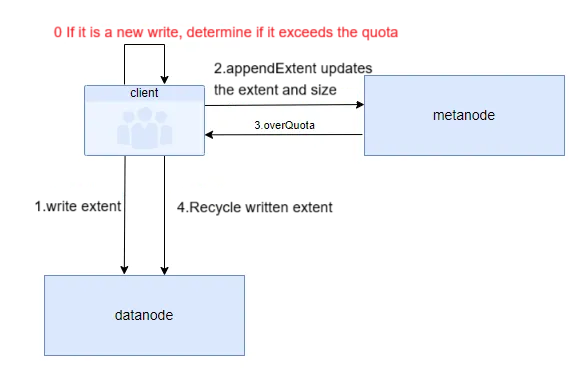 0 If it is a new write, determine if it exceeds the quota
2.appendExtent updates
the extent and size
client
metanode
3.overQuota
1.write extent
4.Recycle written extent
datanode